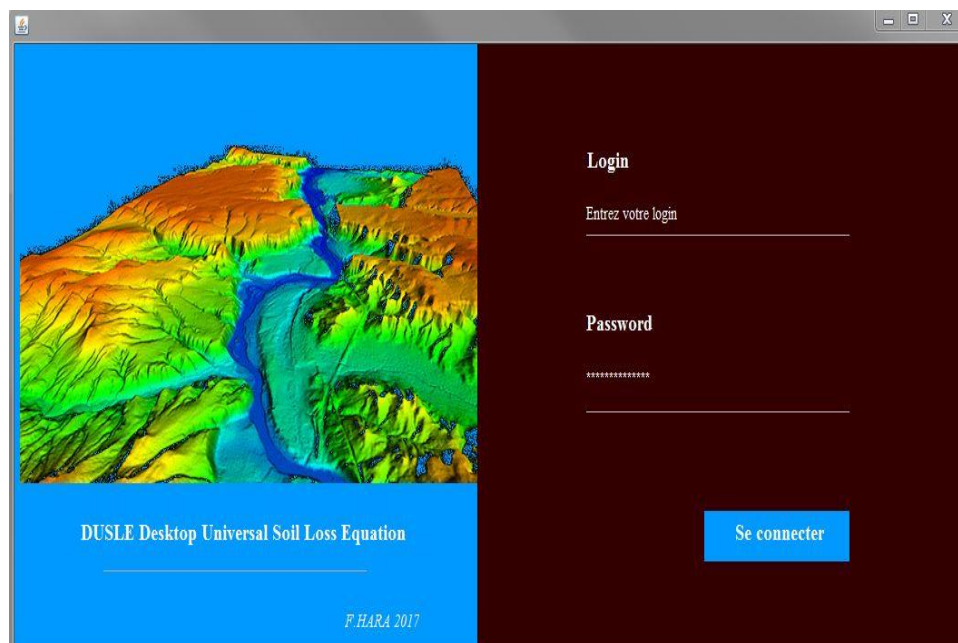 DUSLE Desktop Universal Soil Loss Equation
F.HARA 2017
Login
Entrez votre login
Password
**************
Se connecter